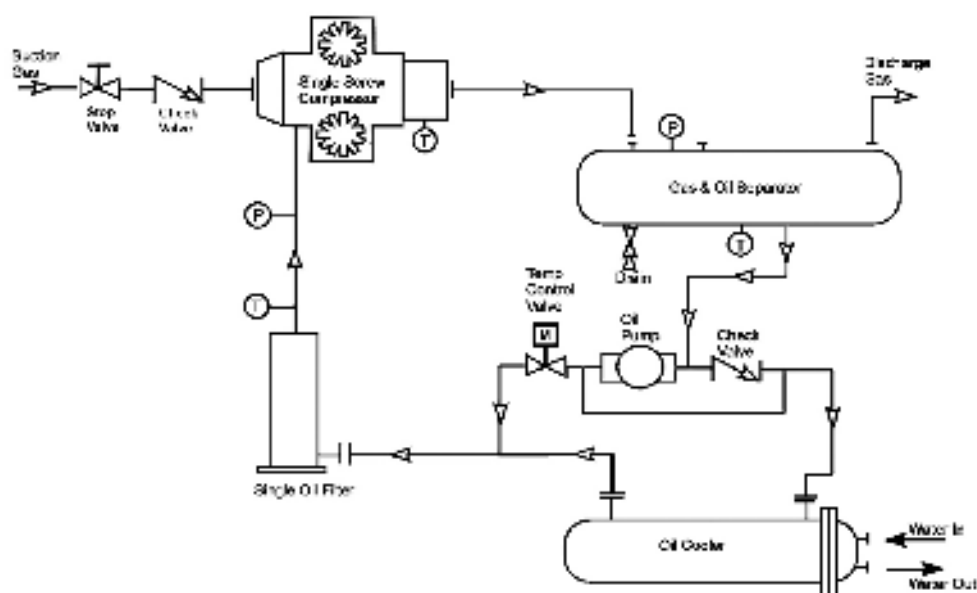 Suction
Gas
Stop
Valve
Check
Valve
Single Screw
Compressor
T
Discharge
Gas
P
Gas & Oil Separator
T
Drain
P
T
Temp
Control
Valve
M
Oil
Pump
Check
Valve
Single Oil Filter
Oil Cooler
Water In
Water Out